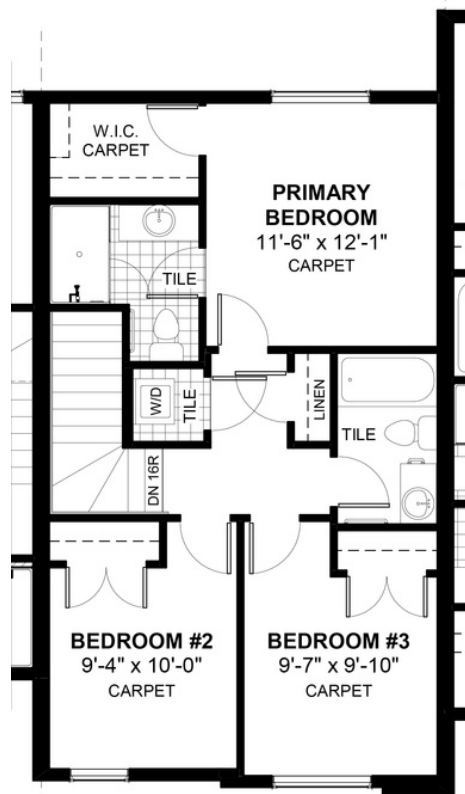 W.I.C.
CARPET
PRIMARY
BEDROOM
11'-6" x 12'-1"
CARPET
TILE
W/D
TILE
LINEN
TILE
DN 16R
BEDROOM #2
9'-4" x 10'-0"
CARPET
BEDROOM #3
9'-7" x 9'-10"
CARPET